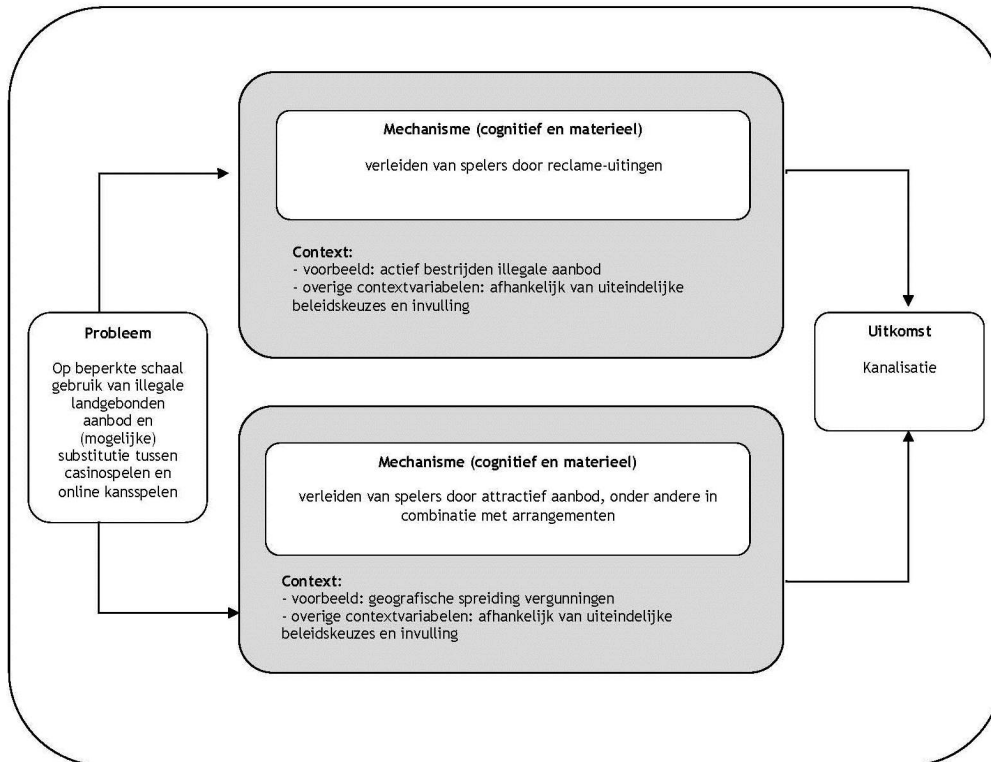 Mechanisme (cognitief en materieel)
verleiden van spelers door reclame-uitingen
Context:
- voorbeeld: actief bestrijden illegale aanbod
- overige contextvariabelen: afhankelijk van uiteindelijke
beleidskeuzes en invulling
Probleem
Op beperkte schaal
gebruik van illegale
landgebonden
aanbod en
(mogelijke)
substitutie tussen
casinospelen en
online kansspelen
Uitkomst
Kanalisatie
Mechanisme (cognitief en materieel)
verleiden van spelers door attractief aanbod, onder andere in
combinatie met arrangementen
Context:
- voorbeeld: geografische spreiding vergunningen
- overige contextvariabelen: afhankelijk van uiteindelijke
beleidskeuzes en invulling